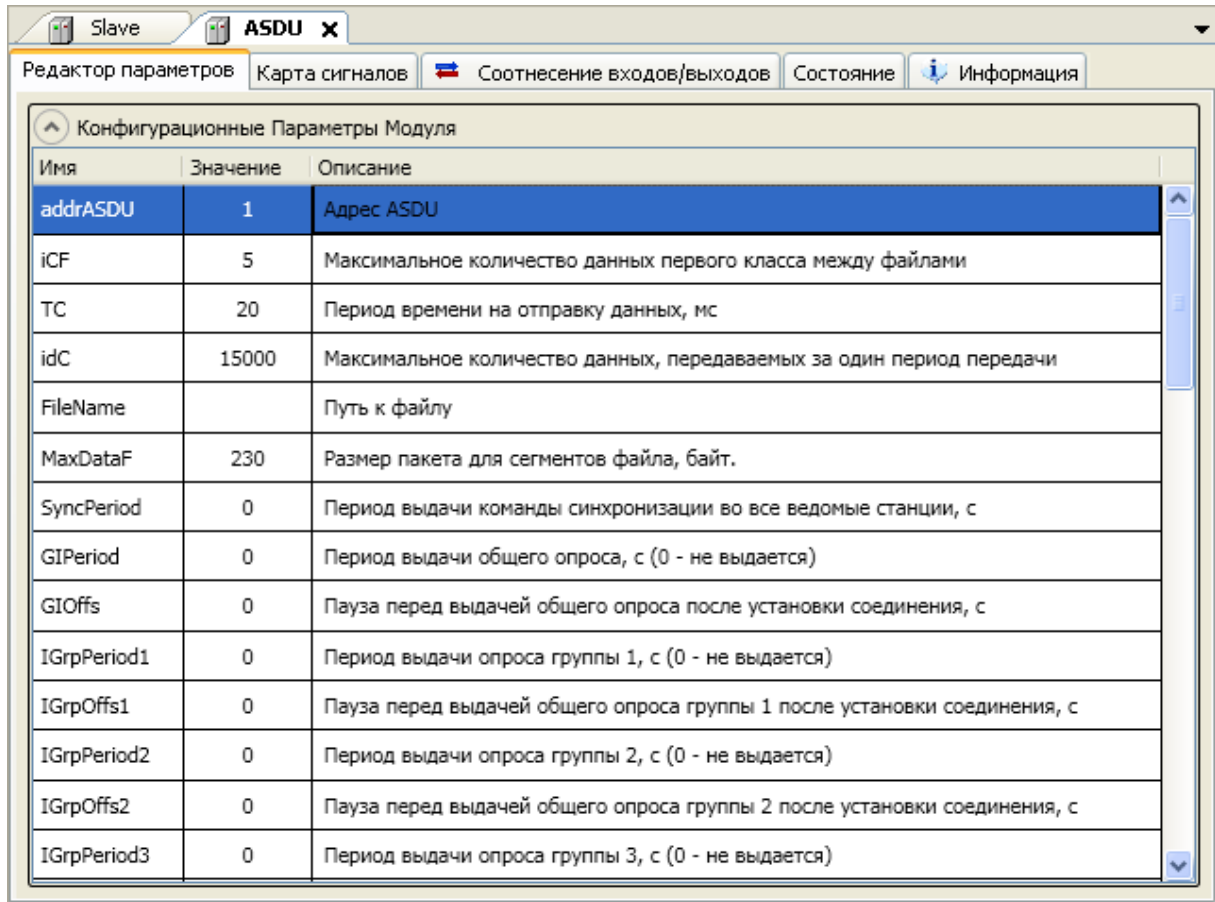 Slave ASDU
Редактор параметров Карта сигналов Соотнесение входов/выходов Состояние Информация
Конфигурационные Параметры Модуля
Имя Значение Описание
addrASDU 1 Адрес ASDU
iCF 5 Максимальное количество данных первого класса между файлами
TC 20 Период времени на отправку данных, мс
idC 15000 Максимальное количество данных, передаваемых за один период передачи
FileName Путь к файлу
MaxDataF 230 Размер пакета для сегментов файла, байт.
SyncPeriod 0 Период выдачи команды синхронизации во все ведомые станции, с
GIPeriod 0 Период выдачи общего опроса, с (0 - не выдается)
GIOffs 0 Пауза перед выдачей общего опроса после установки соединения, с
IGrpPeriod1 0 Период выдачи опроса группы 1, с (0 - не выдается)
IGrpOffs1 0 Пауза перед выдачей общего опроса группы 1 после установки соединения, с
IGrpPeriod2 0 Период выдачи опроса группы 2, с (0 - не выдается)
IGrpOffs2 0 Пауза перед выдачей общего опроса группы 2 после установки соединения, с
IGrpPeriod3 0 Период выдачи опроса группы 3, с (0 - не выдается)